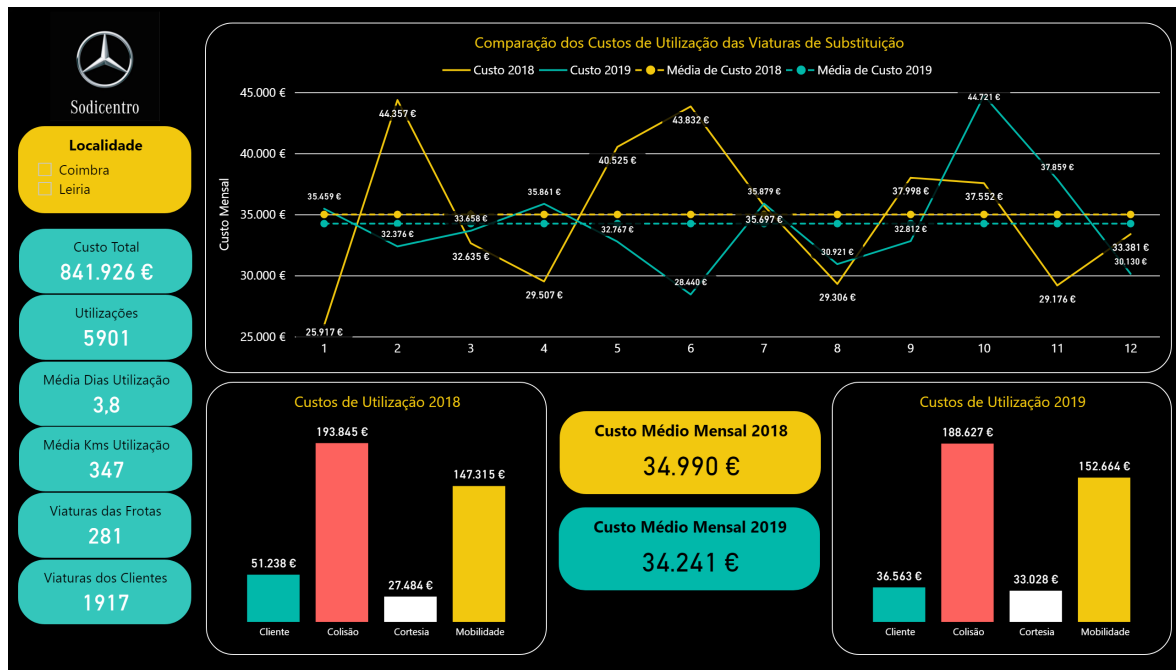 Sodicentro
Localidade
Coimbra
Leiria
Custo Total
841.926 €
Utilizações
5901
Média Dias Utilização
3,8
Média Kms Utilização
347
Viaturas das Frotas
281
Viaturas dos Clientes
1917
Comparação dos Custos de Utilização das Viaturas de Substituição
Custo 2018 Custo 2019 Média de Custo 2018 Média de Custo 2019
Custo Mensal
45.000 €
40.000 €
35.000 €
30.000 €
25.000 €
25.917 €
35.459 €
44.357 €
32.376 €
33.658 €
32.635 €
35.861 €
29.507 €
40.525 €
32.767 €
43.832 €
28.440 €
35.879 €
35.697 €
30.921 €
29.306 €
37.998 €
32.812 €
44.721 €
37.552 €
37.859 €
29.176 €
33.381 €
30.130 €
1 2 3 4 5 6 7 8 9 10 11 12
Custos de Utilização 2018
51.238 €
193.845 €
27.484 €
147.315 €
Cliente Colisão Cortesia Mobilidade
Custo Médio Mensal 2018
34.990 €
Custo Médio Mensal 2019
34.241 €
Custos de Utilização 2019
36.563 €
188.627 €
33.028 €
152.664 €
Cliente Colisão Cortesia Mobilidade